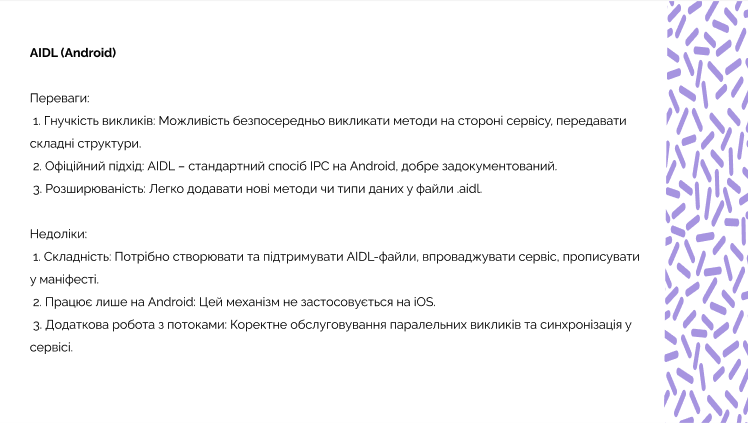 AIDL (Android)
Переваги:
1. Гнучкість викликів: Можливість безпосередньо викликати методи на стороні сервісу, передавати
складні структури.
2. Офіційний підхід: AIDL – стандартний спосіб IPC на Android, добре задокументований.
3. Розширюваність: Легко додавати нові методи чи типи даних у файли .aidl.
Недоліки:
1. Складність: Потрібно створювати та підтримувати AIDL-файли, впроваджувати сервіс, прописувати
у маніфесті.
2. Працює лише на Android: Цей механізм не застосовується на iOS.
3. Додаткова робота з потоками: Коректне обслуговування паралельних викликів та синхронізація у
сервісі.